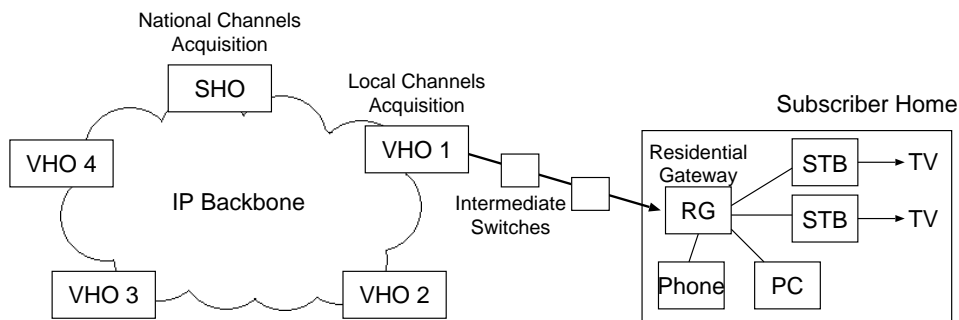 National Channels
Acquisition
SHO
Local Channels
Acquisition
VHO 1
VHO 4
IP Backbone
VHO 3
VHO 2
Intermediate
Switches
Subscriber Home
Residential
Gateway
RG
STB
TV
STB
TV
Phone
PC